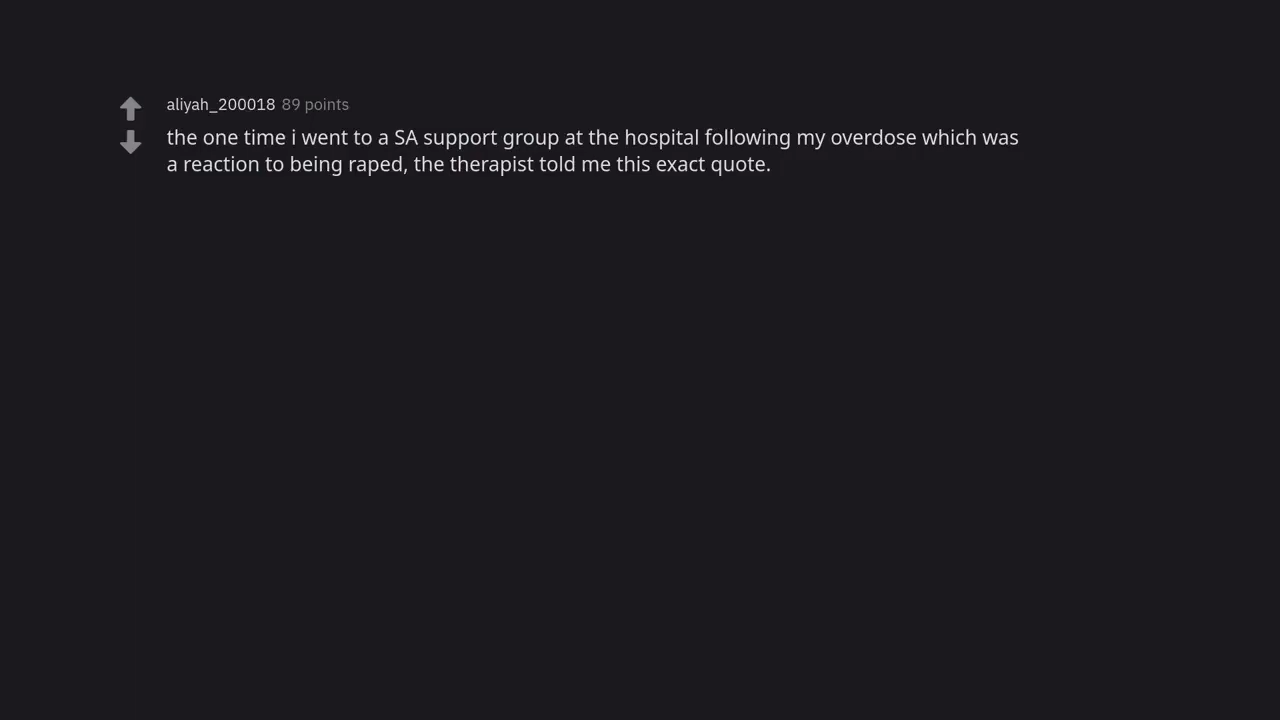 aliyah_200018 89 points
the one time i went to a SA support group at the hospital following my overdose which was
a reaction to being raped, the therapist told me this exact quote.